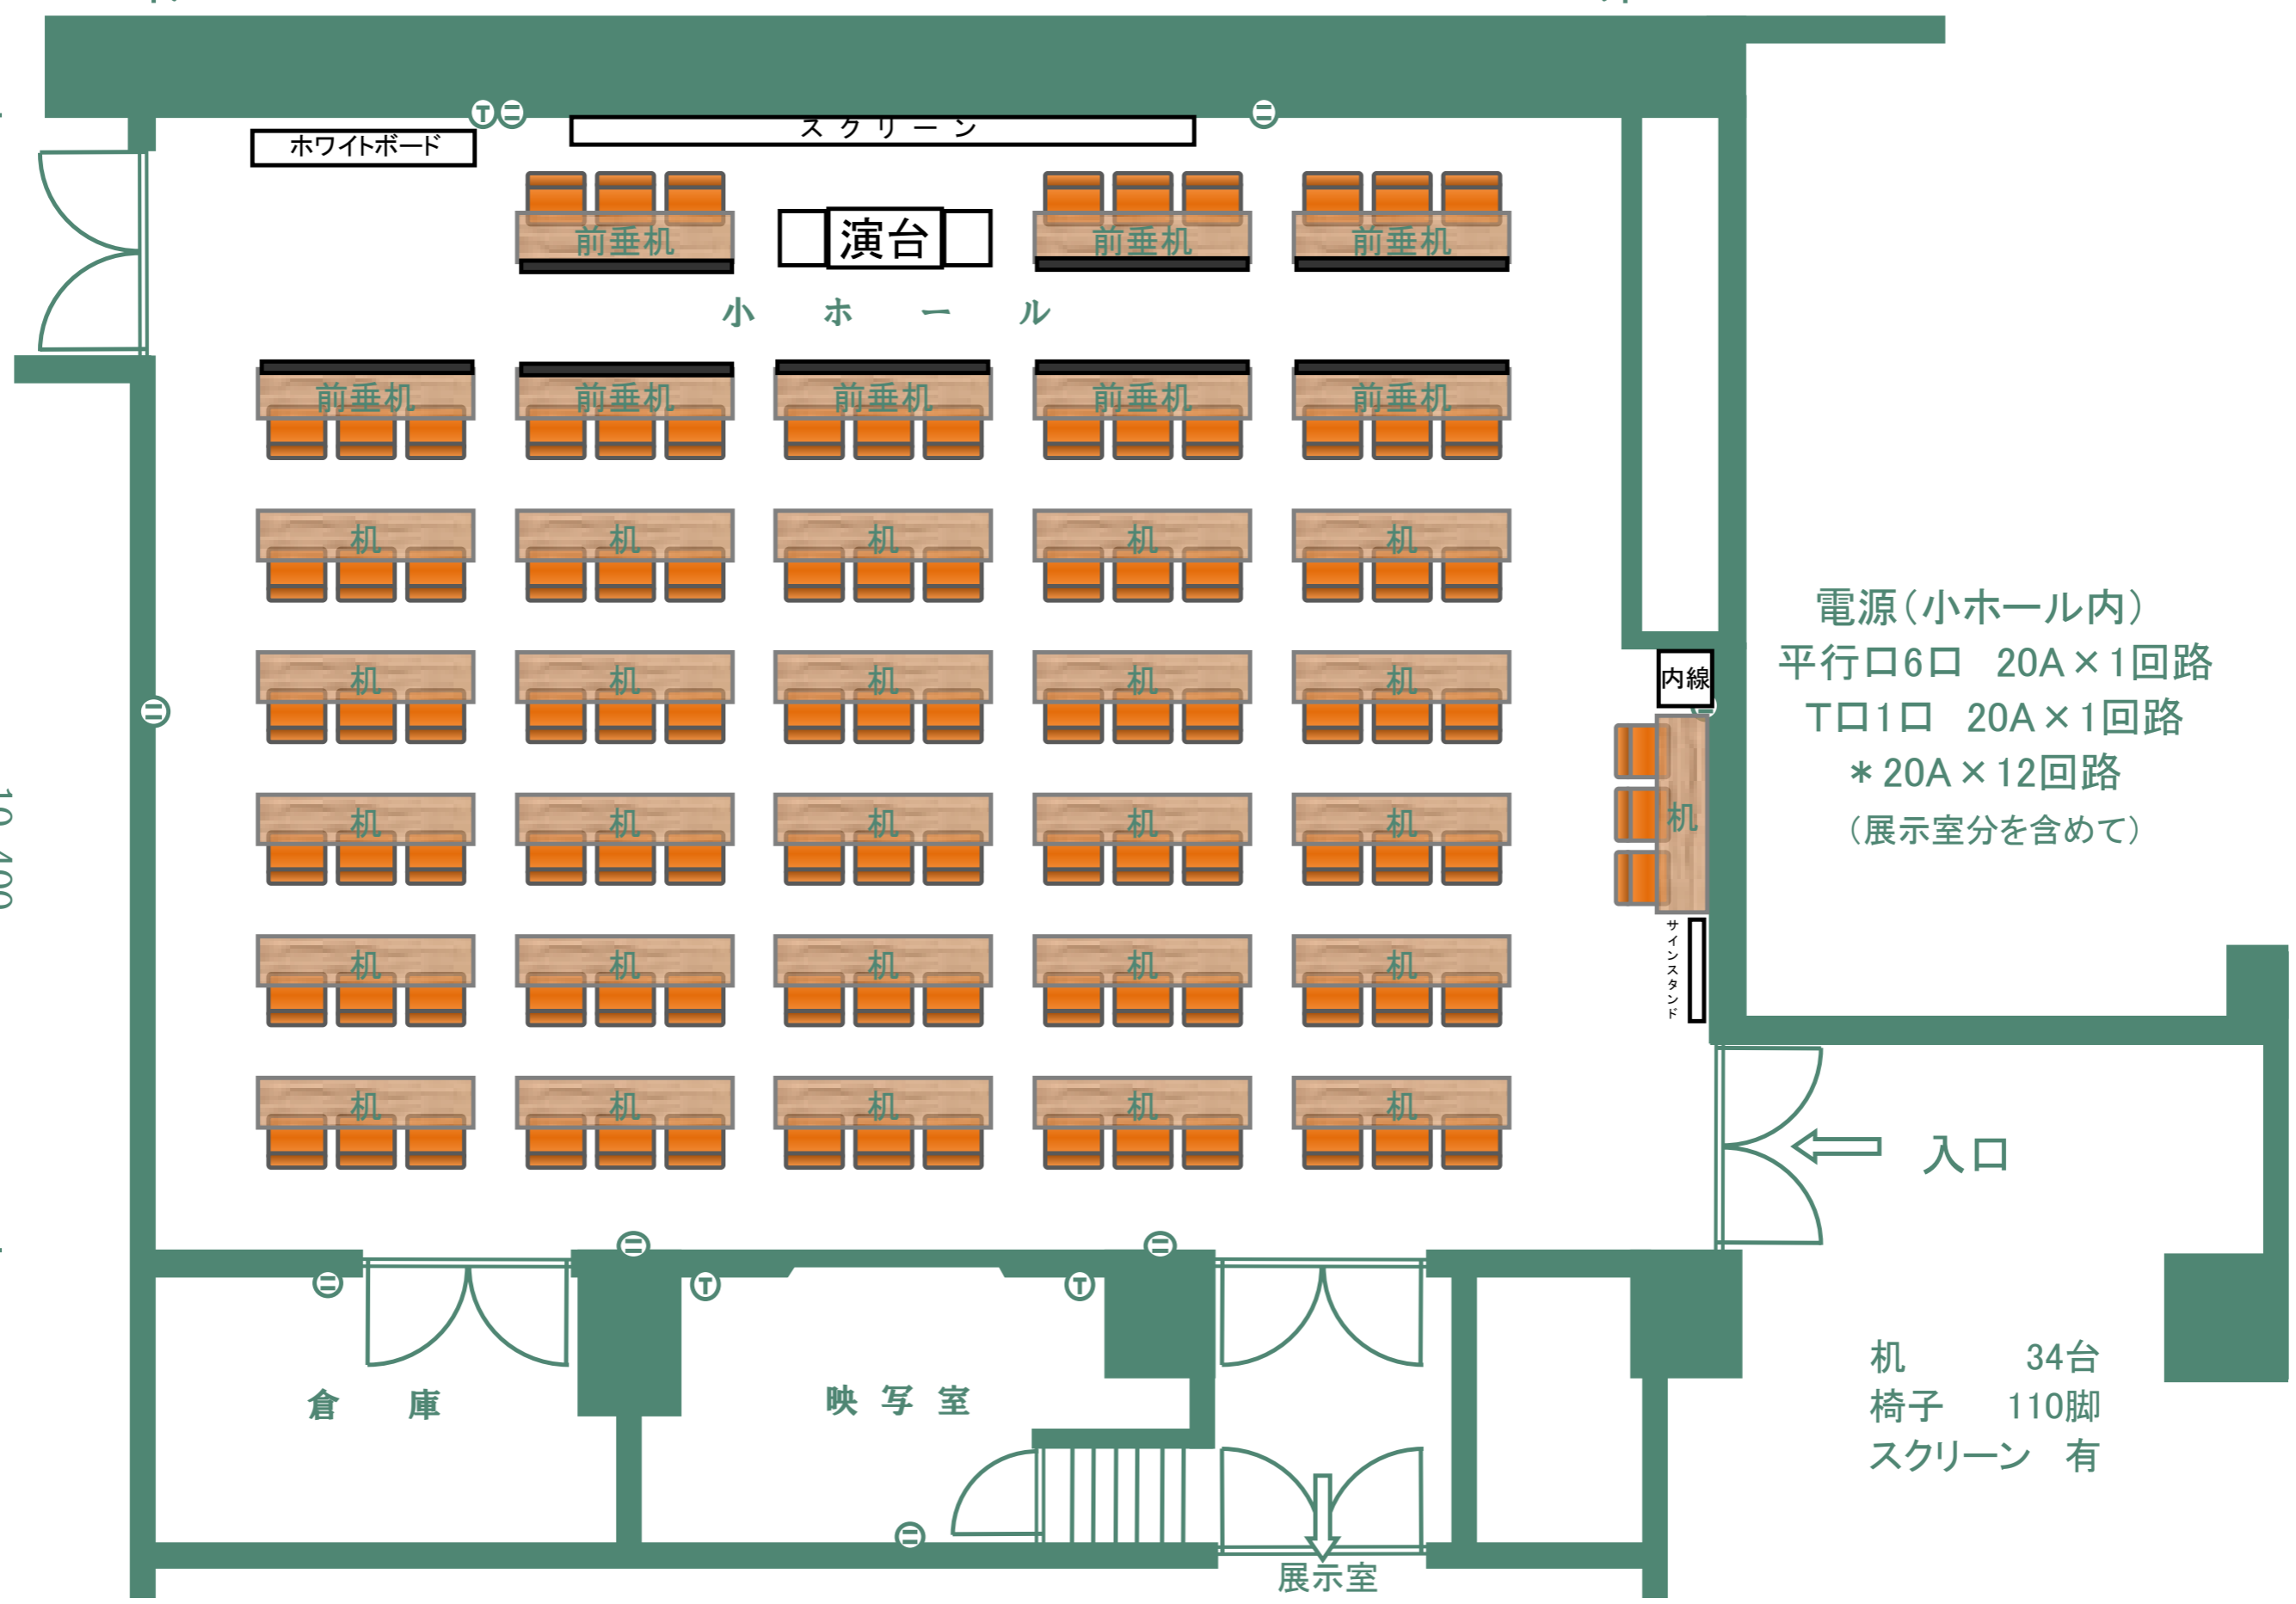 ホワイトボード
スクリーン
前垂机 演台 前垂机 前垂机
小ホール
前垂机 前垂机 前垂机 前垂机 前垂机
机 机 机 机 机
机 机 机 机 机
机 机 机 机 机
机 机 机 机 机
机 机 机 机 机
内線
机
サインスタンド
電源(小ホール内)
平行口6口 20A×1回路
T口1口 20A×1回路
*20A×12回路
(展示室分を含めて)
入口
T
T
T
倉庫
映写室
展示室
机 34台
椅子 110脚
スクリーン 有